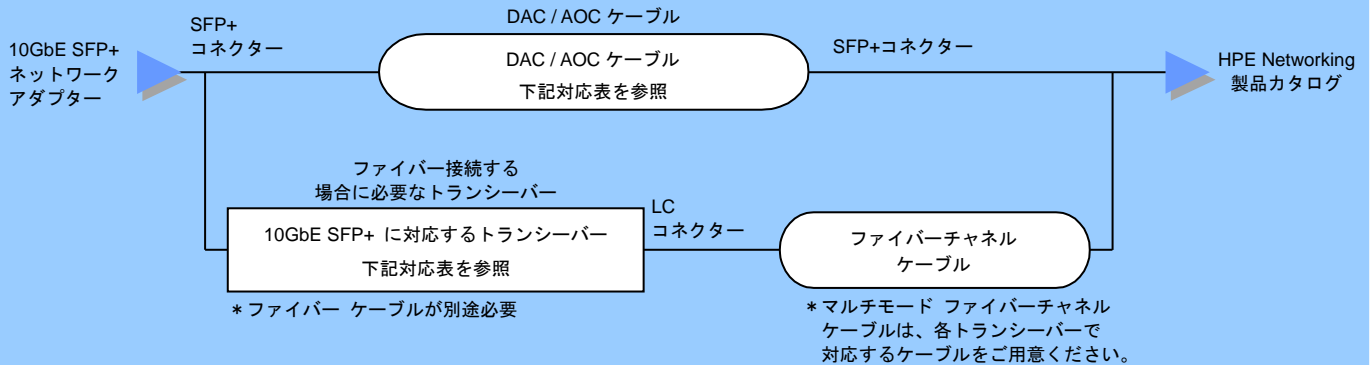 10GbE SFP+
ネットワーク
アダプター
SFP+
コネクター
DAC / AOC ケーブル
DAC / AOC ケーブル
下記対応表を参照
SFP+コネクター
HPE Networking
製品カタログ
ファイバー接続する
場合に必要なトランシーバー
10GbE SFP+ に対応するトランシーバー
下記対応表を参照
＊ファイバー ケーブルが別途必要
LC
コネクター
ファイバーチャネル
ケーブル
＊マルチモード ファイバーチャネル
ケーブルは、各トランシーバーで
対応するケーブルをご用意ください。